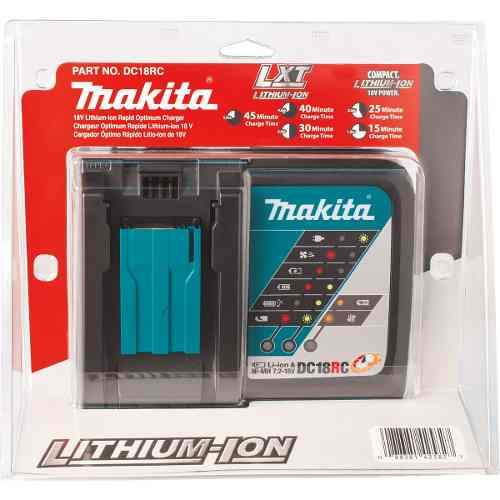 PART NO. DC18RC
makita
18V Lithium-Ion Rapid Optimum Charger
Chargeur Optimum Rapide Lithium-Ion 18 V
Cargador Óptimo Rápido Litio-Ion de 18V
LXT
LITHIUM-ION
COMPACT
LITHIUM-ION
18V POWER.
45 Minute
Charge Time
40 Minute
Charge Time
30 Minute
Charge Time
25 Minute
Charge Time
15 Minute
Charge Time
makita
Li-ion &
Ni-MH 7.2-18V
DC18RC
LITHIUM-ION